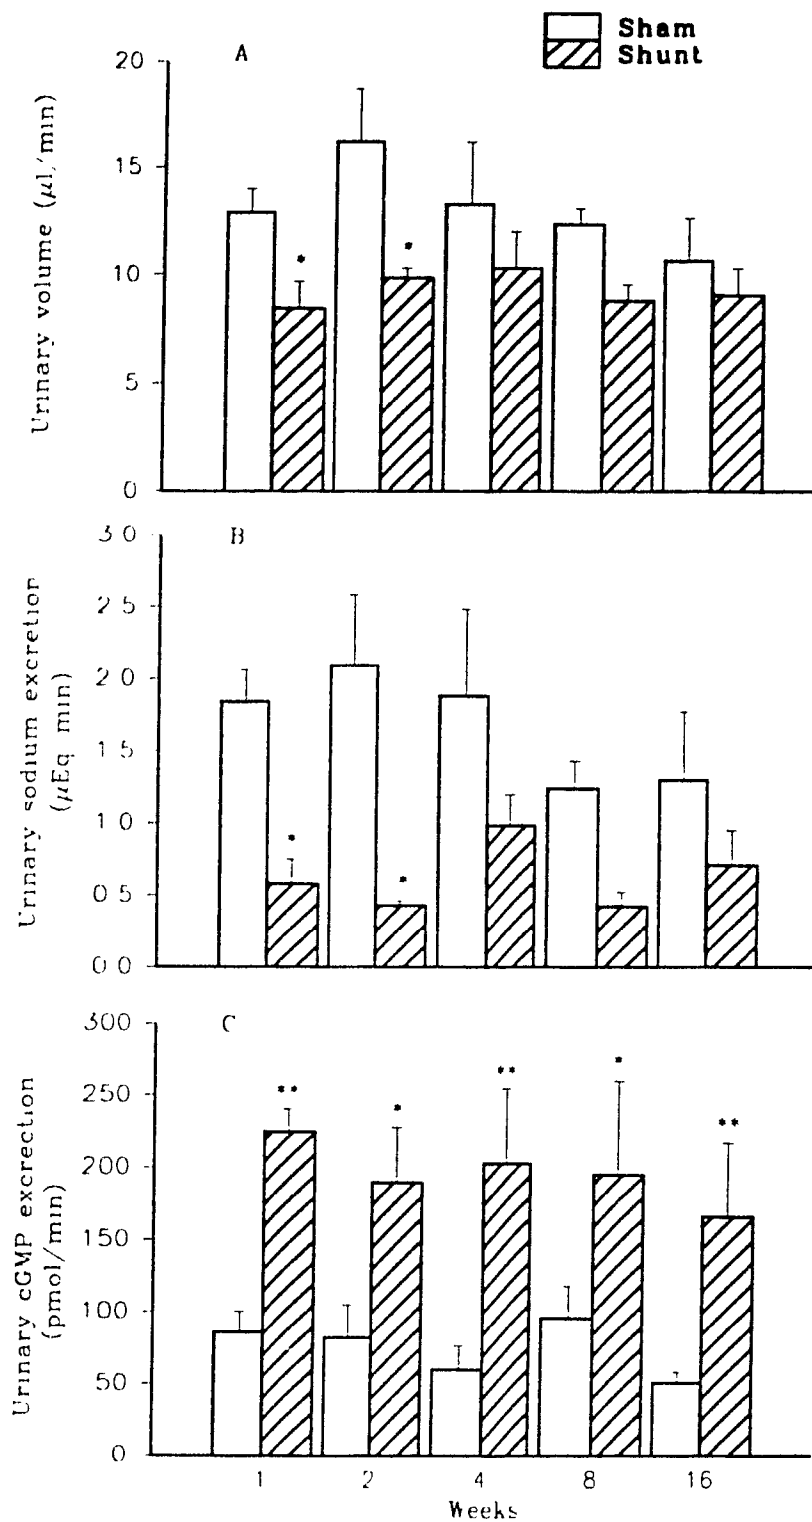 Sham
Shunt
A
20
15
10
5
0
Urinary volume (μl/min)
B
3 0
2 5
2 0
1 5
1 0
0 5
0 0
Urinary sodium excretion
(μEq min)
* *
* *
C
300
250
200
150
100
50
0
Urinary cGMP excrection
(pmol/min)
** * ** * **
1 2 4 8 16
Weeks